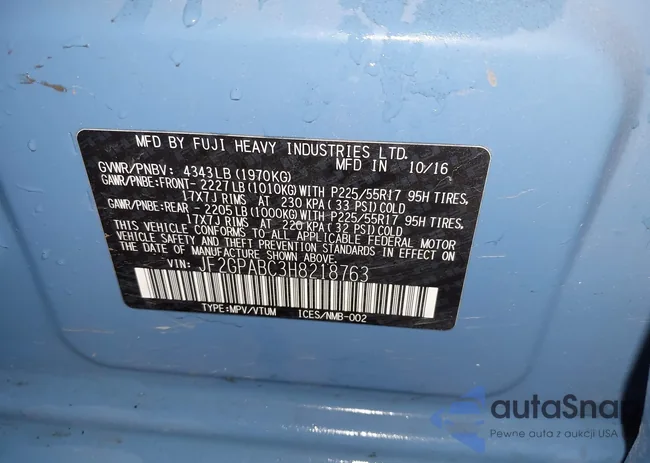 MFD BY FUJI HEAVY INDUSTRIES LTD.
MFD IN 10/16
GVWR/PNBV: 4343LB (1970KG)
GAWR/PNBE:FRONT- 2227LB(1010KG)WITH P225/55R17 95H TIRES,
17X7J RIMS AT 230 KPA(33 PSI)COLD
GAWR/PNBE:REAR- 2205LB(1000KG)WITH P225/55R17 95H TIRES,
17X7J RIMS AT 220 KPA(32 PSI)COLD
THIS VEHICLE CONFORMS TO ALL APPLICABLE FEDERAL MOTOR
VEHICLE SAFETY AND THEFT PREVENTION STANDARDS IN EFFECT ON
THE DATE OF MANUFACTURE SHOWN ABOVE.
VIN: JF2GPABC3H8218763
TYPE:MPV/VTUM ICES/NMB-002
autaSnap
Pewne auta z aukcji USA